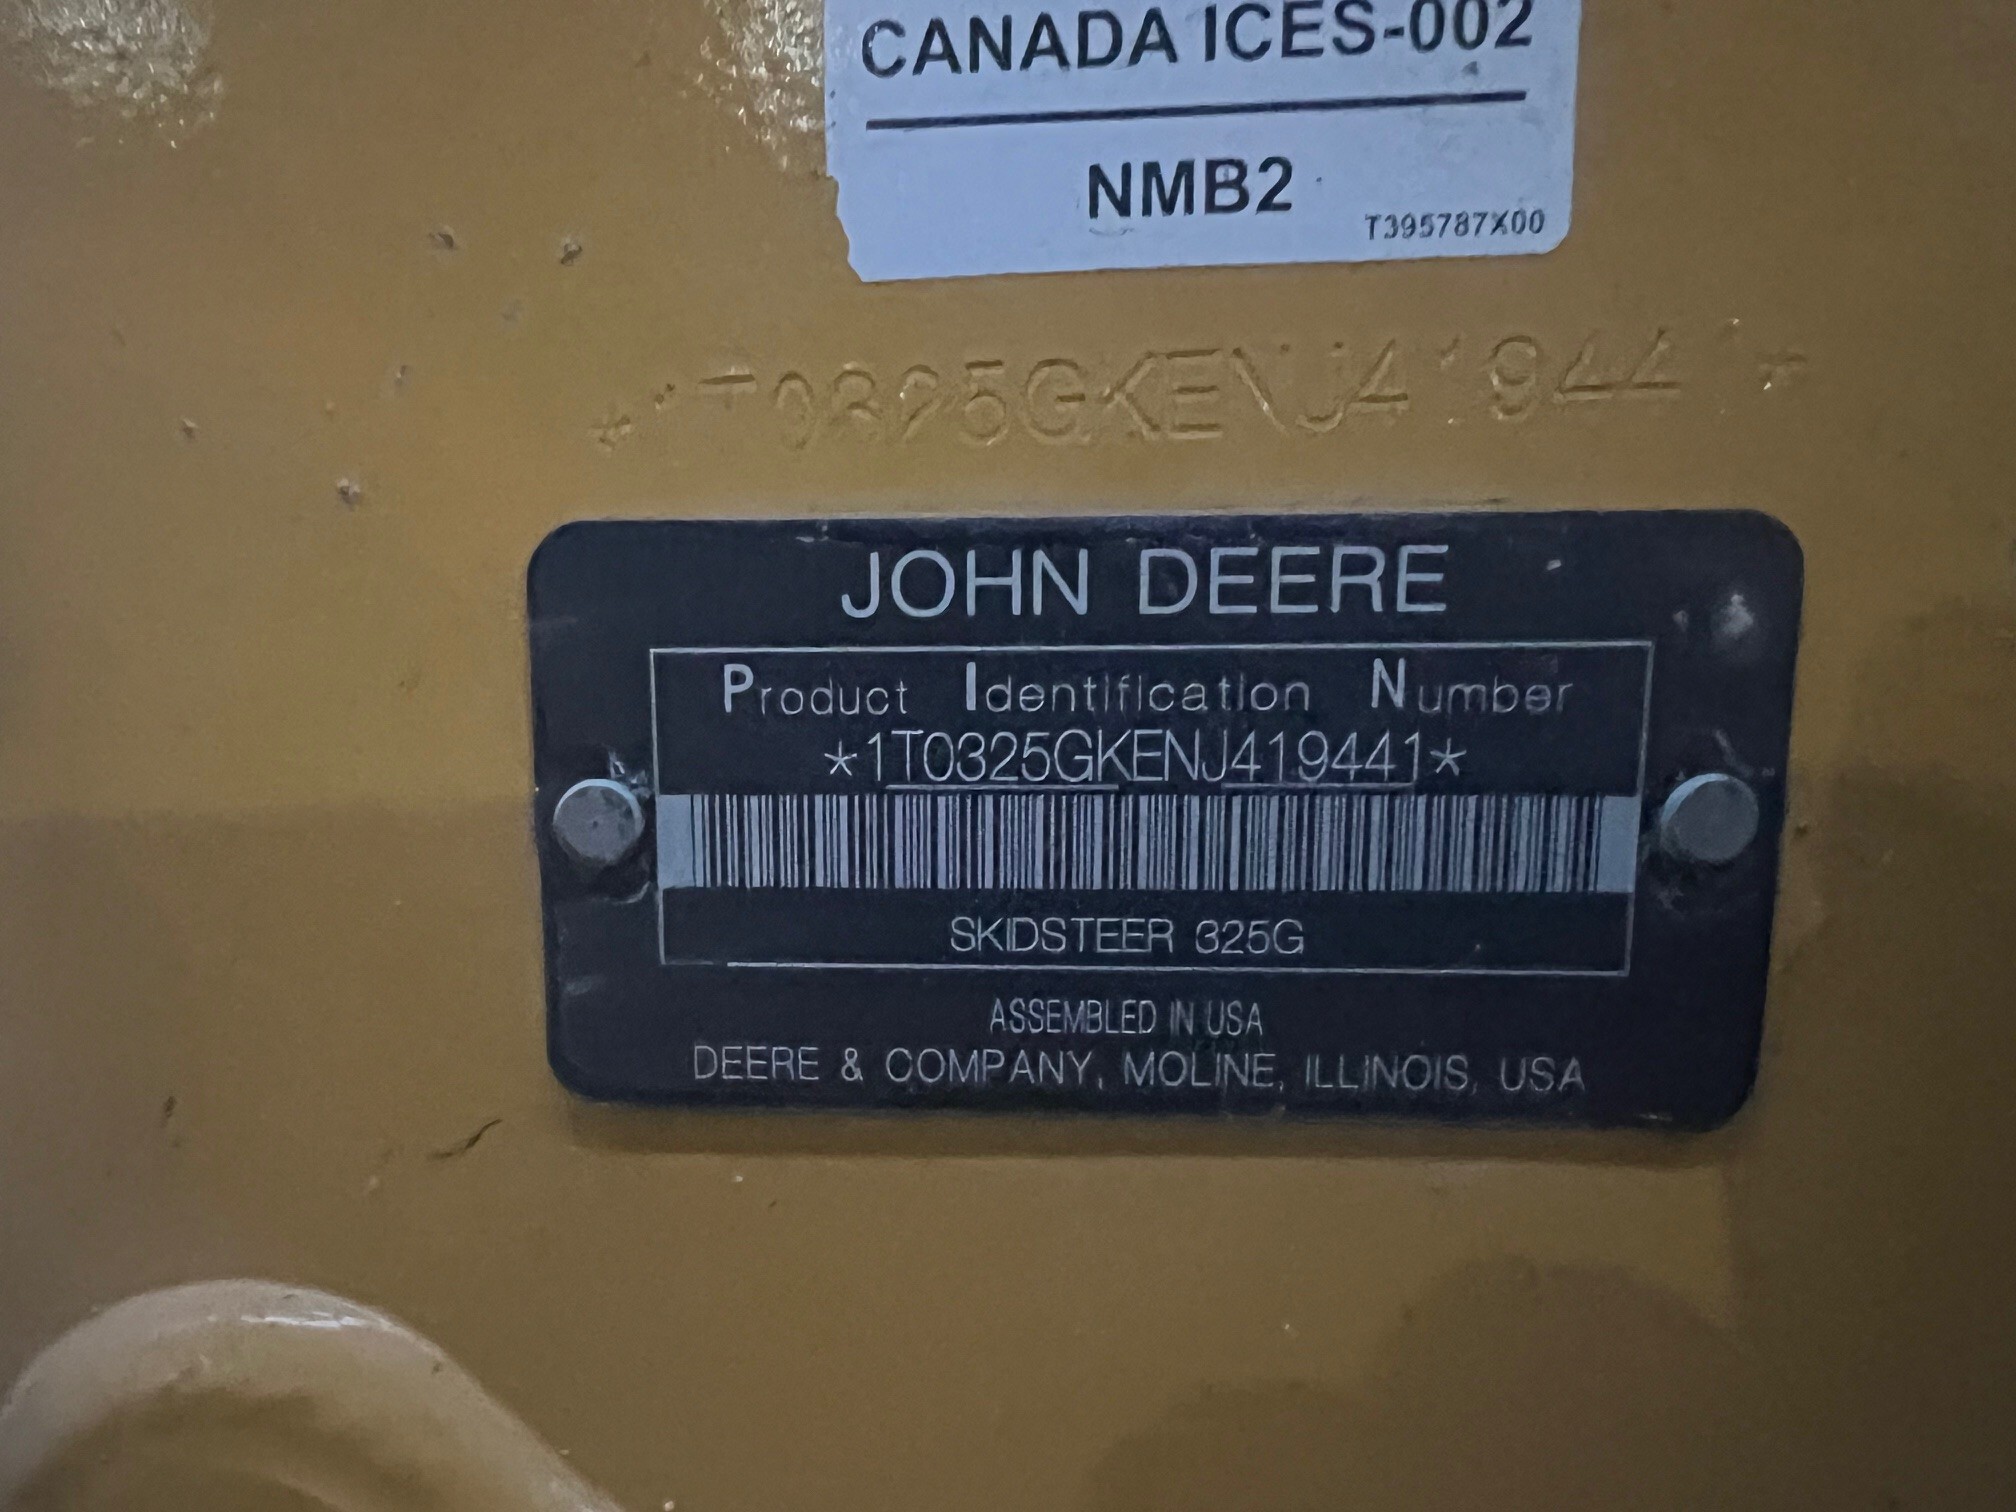 CANADA ICES-002
NMB2
T395787X00
*1T0325GKENJ419441*
JOHN DEERE
Product Identification Number
*1T0325GKENJ419441*
SKIDSTEER 325G
ASSEMBLED IN USA
DEERE & COMPANY, MOLINE, ILLINOIS, USA